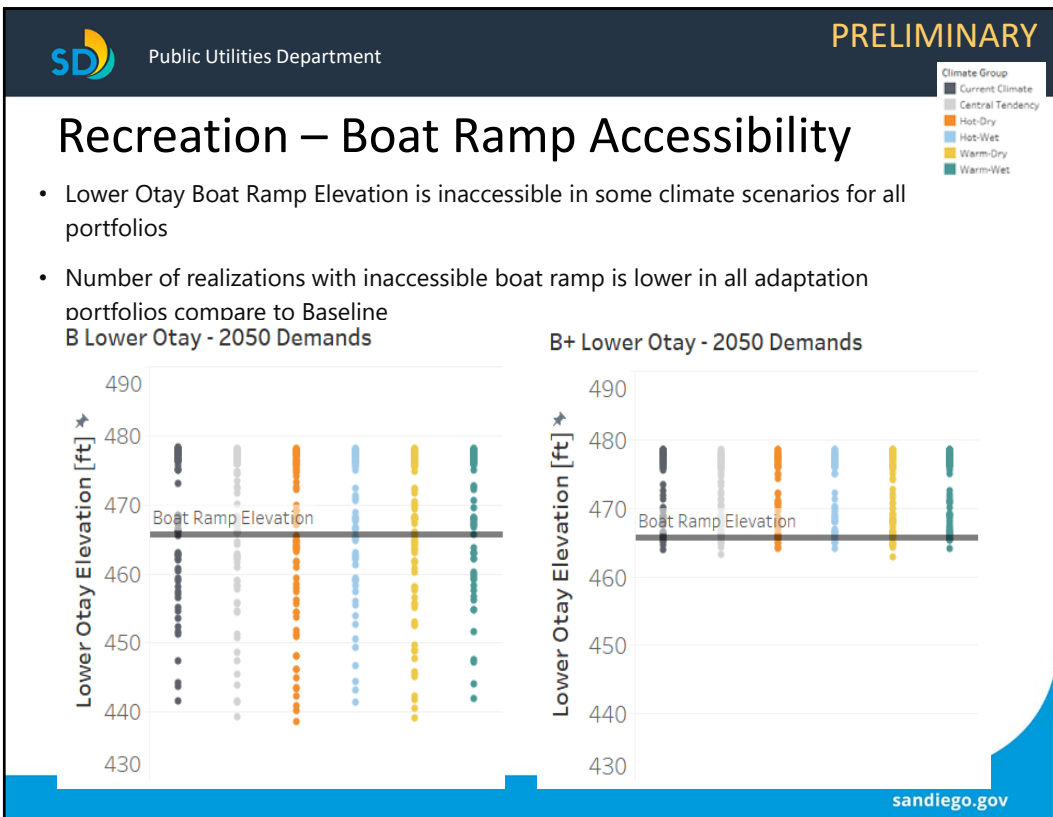 SD
Public Utilities Department
PRELIMINARY
Climate Group
Current Climate
Central Tendency
Hot-Dry
Hot-Wet
Warm-Dry
Warm-Wet
Recreation – Boat Ramp Accessibility
• Lower Otay Boat Ramp Elevation is inaccessible in some climate scenarios for all
portfolios
• Number of realizations with inaccessible boat ramp is lower in all adaptation
portfolios compare to Baseline
B Lower Otay - 2050 Demands
Lower Otay Elevation [ft]
490
480
470
460
450
440
430
Boat Ramp Elevation
B+ Lower Otay - 2050 Demands
Lower Otay Elevation [ft]
490
480
470
460
450
440
430
Boat Ramp Elevation
sandiego.gov